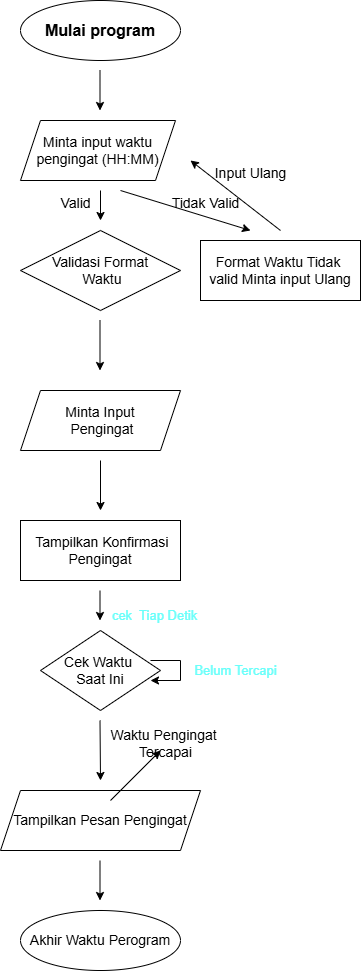 Mulai program
Minta input waktu
pengingat (HH:MM)
Input Ulang
Valid
Tidak Valid
Validasi Format
Waktu
Format Waktu Tidak
valid Minta input Ulang
Minta Input
Pengingat
Tampilkan Konfirmasi
Pengingat
cek Tiap Detik
Cek Waktu
Saat Ini
Belum Tercapi
Waktu Pengingat
Tercapai
Tampilkan Pesan Pengingat
Akhir Waktu Perogram